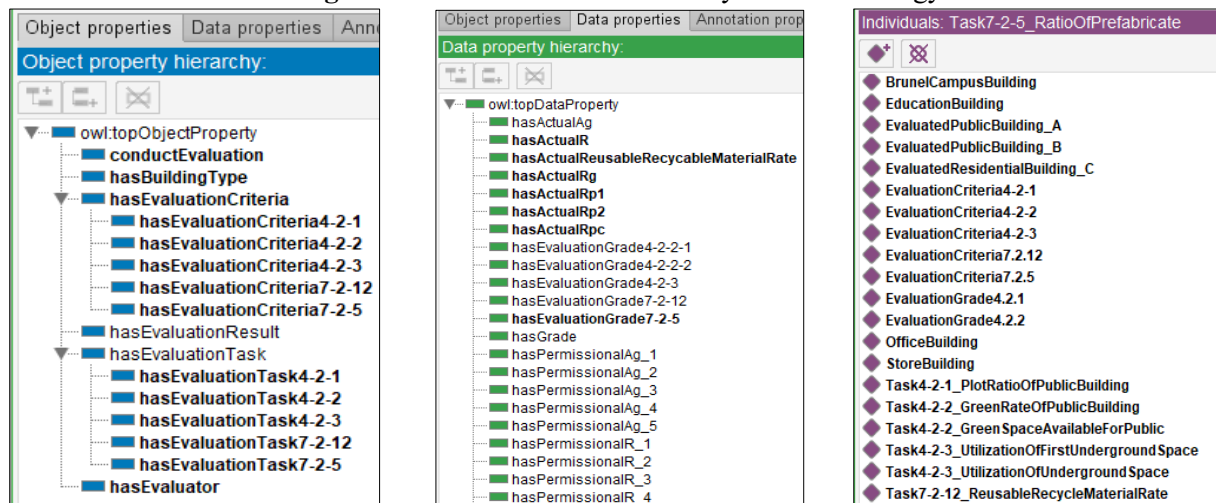 Object properties Data properties
Object property hierarchy:
owl:topObjectProperty
conductEvaluation
hasBuildingType
hasEvaluationCriteria
hasEvaluationCriteria4-2-1
hasEvaluationCriteria4-2-2
hasEvaluationCriteria4-2-3
hasEvaluationCriteria7-2-12
hasEvaluationCriteria7-2-5
hasEvaluationResult
hasEvaluationTask
hasEvaluationTask4-2-1
hasEvaluationTask4-2-2
hasEvaluationTask4-2-3
hasEvaluationTask7-2-12
hasEvaluationTask7-2-5
hasEvaluator
Object properties Data properties Annotation prop
Data property hierarchy:
owl:topDataProperty
hasActualAg
hasActualR
hasActualReusableRecycableMaterialRate
hasActualRg
hasActualRp1
hasActualRp2
hasActualRpc
hasEvaluationGrade4-2-2-1
hasEvaluationGrade4-2-2-2
hasEvaluationGrade4-2-3
hasEvaluationGrade7-2-12
hasEvaluationGrade7-2-5
hasGrade
hasPermissionalAg_1
hasPermissionalAg_2
hasPermissionalAg_3
hasPermissionalAg_4
hasPermissionalAg_5
hasPermissionalR_1
hasPermissionalR_2
hasPermissionalR_3
hasPermissionalR_4
Individuals: Task7-2-5_RatioOfPrefabricate
BrunelCampusBuilding
EducationBuilding
EvaluatedPublicBuilding_A
EvaluatedPublicBuilding_B
EvaluatedResidentialBuilding_C
EvaluationCriteria4-2-1
EvaluationCriteria4-2-2
EvaluationCriteria4-2-3
EvaluationCriteria7.2.12
EvaluationCriteria7.2.5
EvaluationGrade4.2.1
EvaluationGrade4.2.2
OfficeBuilding
StoreBuilding
Task4-2-1_PlotRatioOfPublicBuilding
Task4-2-2_GreenRateOfPublicBuilding
Task4-2-2_GreenSpaceAvailableForPublic
Task4-2-3_UtilizationOfFirstUndergroundSpace
Task4-2-3_UtilizationOfUndergroundSpace
Task7-2-12_ReusableRecycleMaterialRate